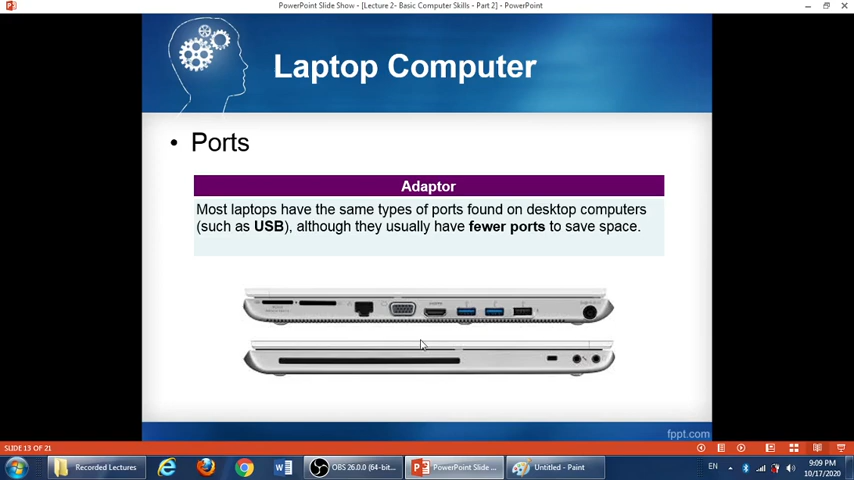 PowerPoint Slide Show - [Lecture 2- Basic Computer Skills - Part 2] - PowerPoint
Laptop Computer
• Ports
Adaptor
Most laptops have the same types of ports found on desktop computers
(such as USB), although they usually have fewer ports to save space.
fppt.com
SLIDE 13 OF 21
Recorded Lectures
OBS 26.0.0 (64-bit...
PowerPoint Slide ...
Untitled - Paint
EN
9:09 PM
10/17/2020